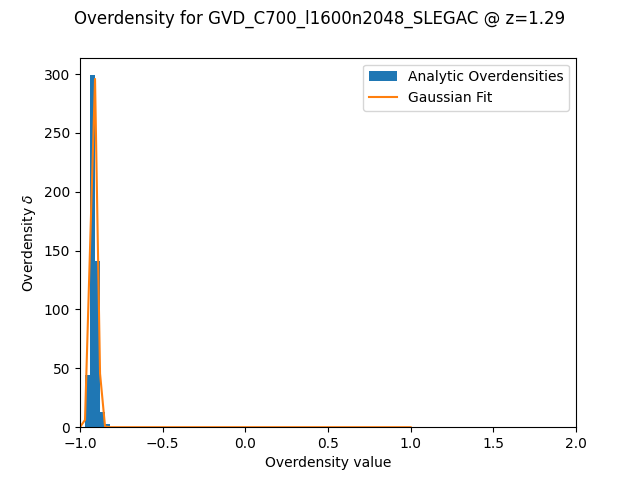 Overdensity for GVD_C700_l1600n2048_SLEGAC @ z=1.29
Analytic Overdensities
Gaussian Fit
Overdensity δ
300
250
200
150
100
50
0
−1.0 −0.5 0.0 0.5 1.0 1.5 2.0
Overdensity value